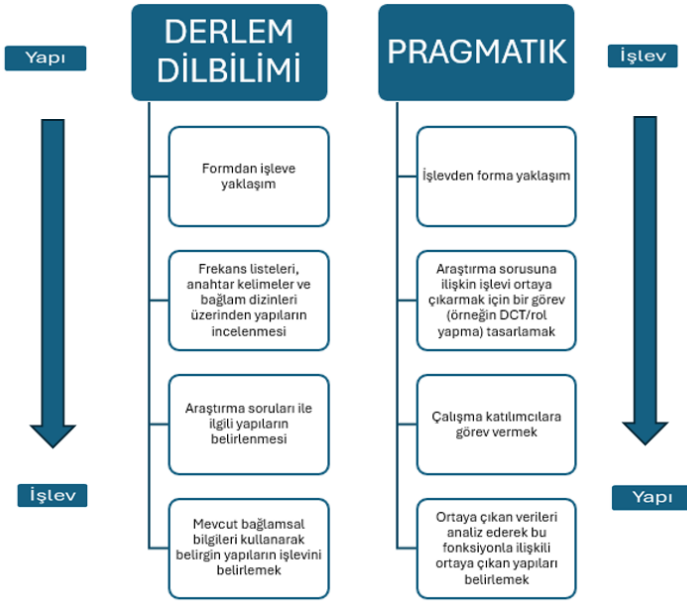 Yapı
DERLEM
DİLBİLİMİ
PRAGMATIK
İşlev
Formdan işleve
yaklaşım
İşlevden forma yaklaşım
Frekans listeleri,
anahtar kelimeler ve
bağlam dizinleri
üzerinden yapıların
incelenmesi
Araştırma sorusuna
ilişkin işlevi ortaya
çıkarmak için bir görev
(örneğin DCT/rol
yapma) tasarlamak
Araştırma soruları ile
ilgili yapıların
belirlenmesi
Çalışma katılımcılara
görev vermek
İşlev
Yapı
Mevcut bağlamsal
bilgileri kullanarak
belirgin yapıların işlevini
belirlemek
Ortaya çıkan verileri
analiz ederek bu
fonksiyonla ilişkili
ortaya çıkan yapıları
belirlemek